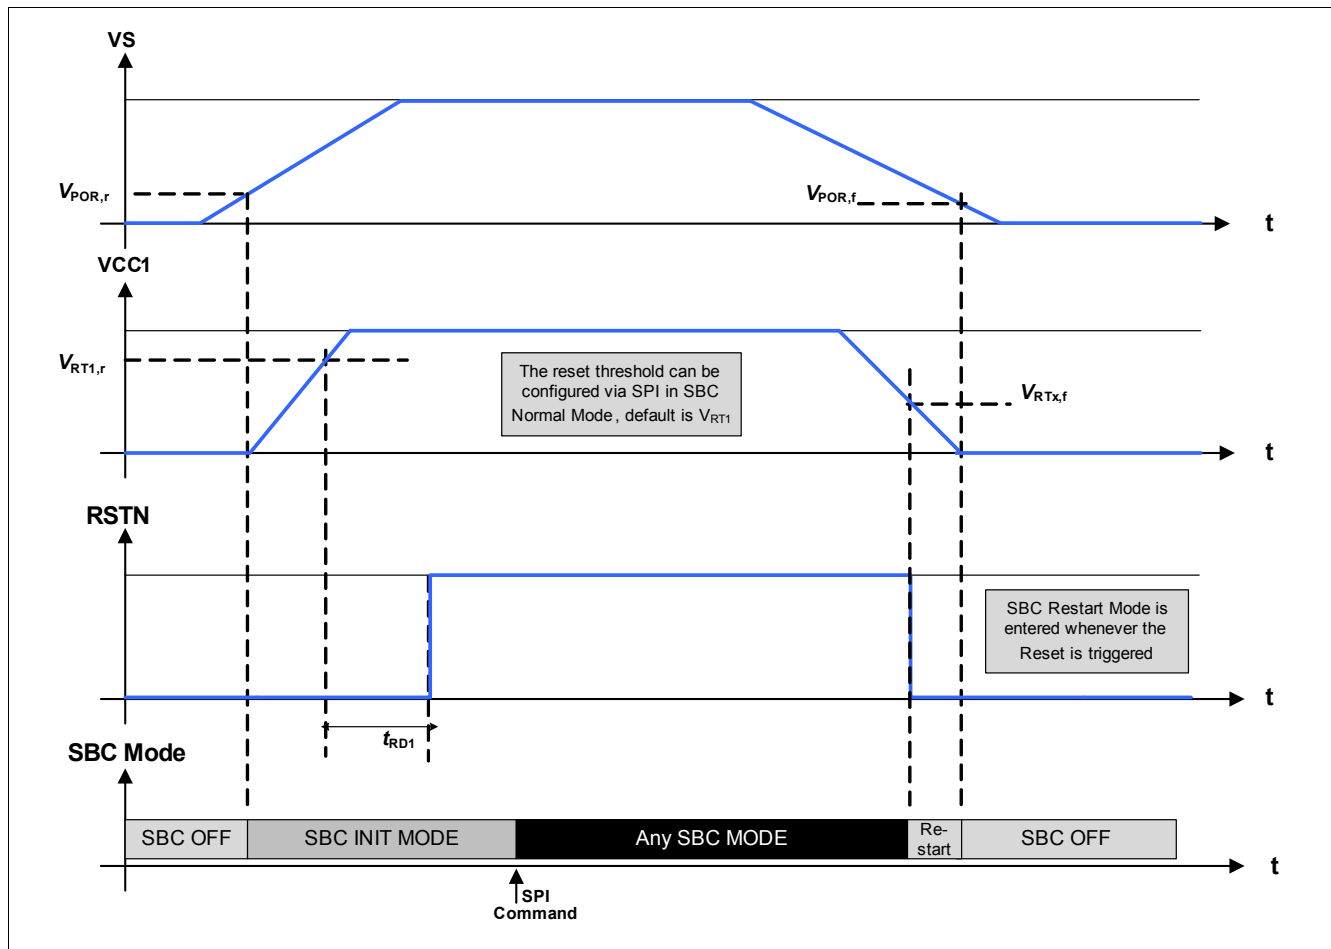 VS
VPOR,r
VPOR,f
t
VCC1
VRT1,r
The reset threshold can be
configured via SPI in SBC
Normal Mode, default is VRT1
VRTx,f
t
RSTN
SBC Restart Mode is
entered whenever the
Reset is triggered
t
tRD1
SBC Mode
SBC OFF
SBC INIT MODE
Any SBC MODE
Re-
start
SBC OFF
t
SPI
Command